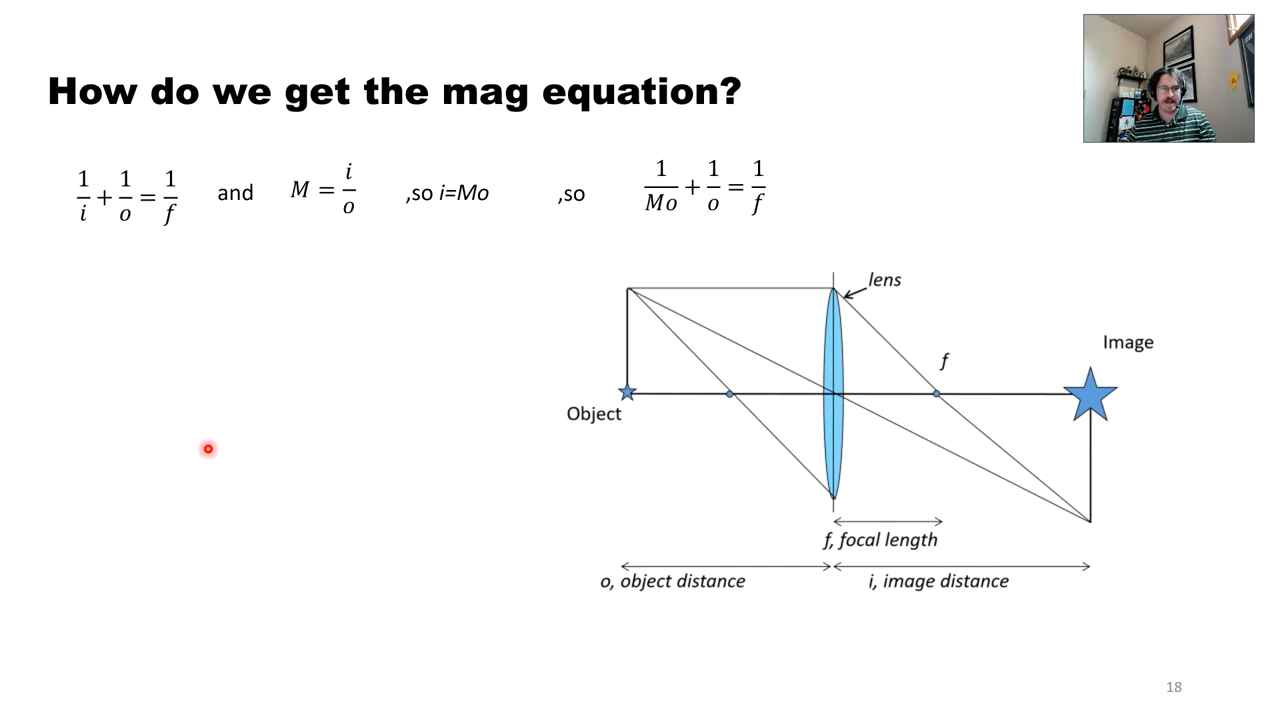 How do we get the mag equation?
1/i + 1/o = 1/f and M = i/o ,so i=Mo ,so 1/Mo + 1/o = 1/f
lens
f
Image
Object
f, focal length
o, object distance i, image distance
18